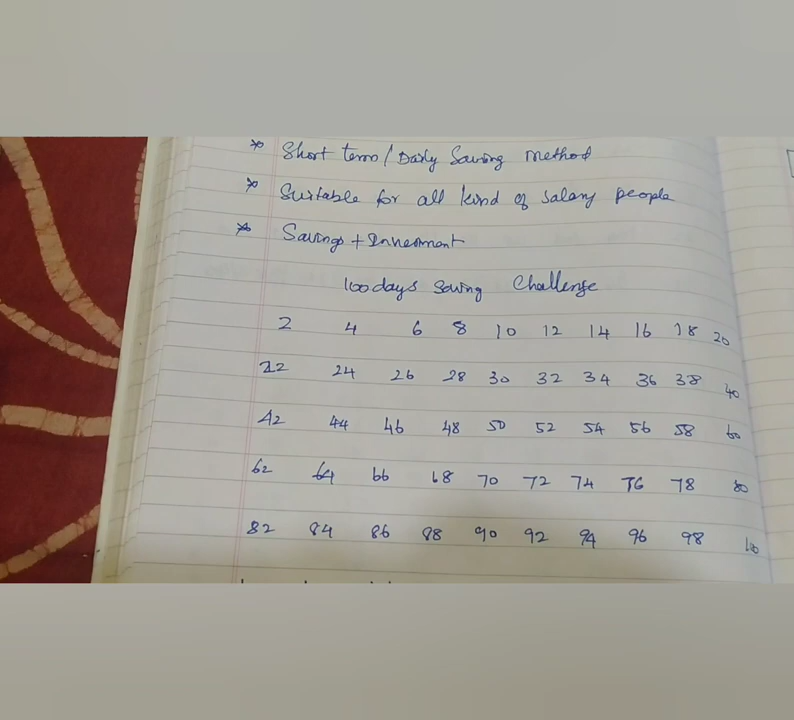 * Short term / Daily Saving method
* Suitable for all kind of salary people
* Savings + Invesment
100 days Saving Challenge
2 4 6 8 10 12 14 16 18 20
22 24 26 28 30 32 34 36 38 40
42 44 46 48 50 52 54 56 58 60
62 64 66 68 70 72 74 76 78 80
82 84 86 88 90 92 94 96 98 100